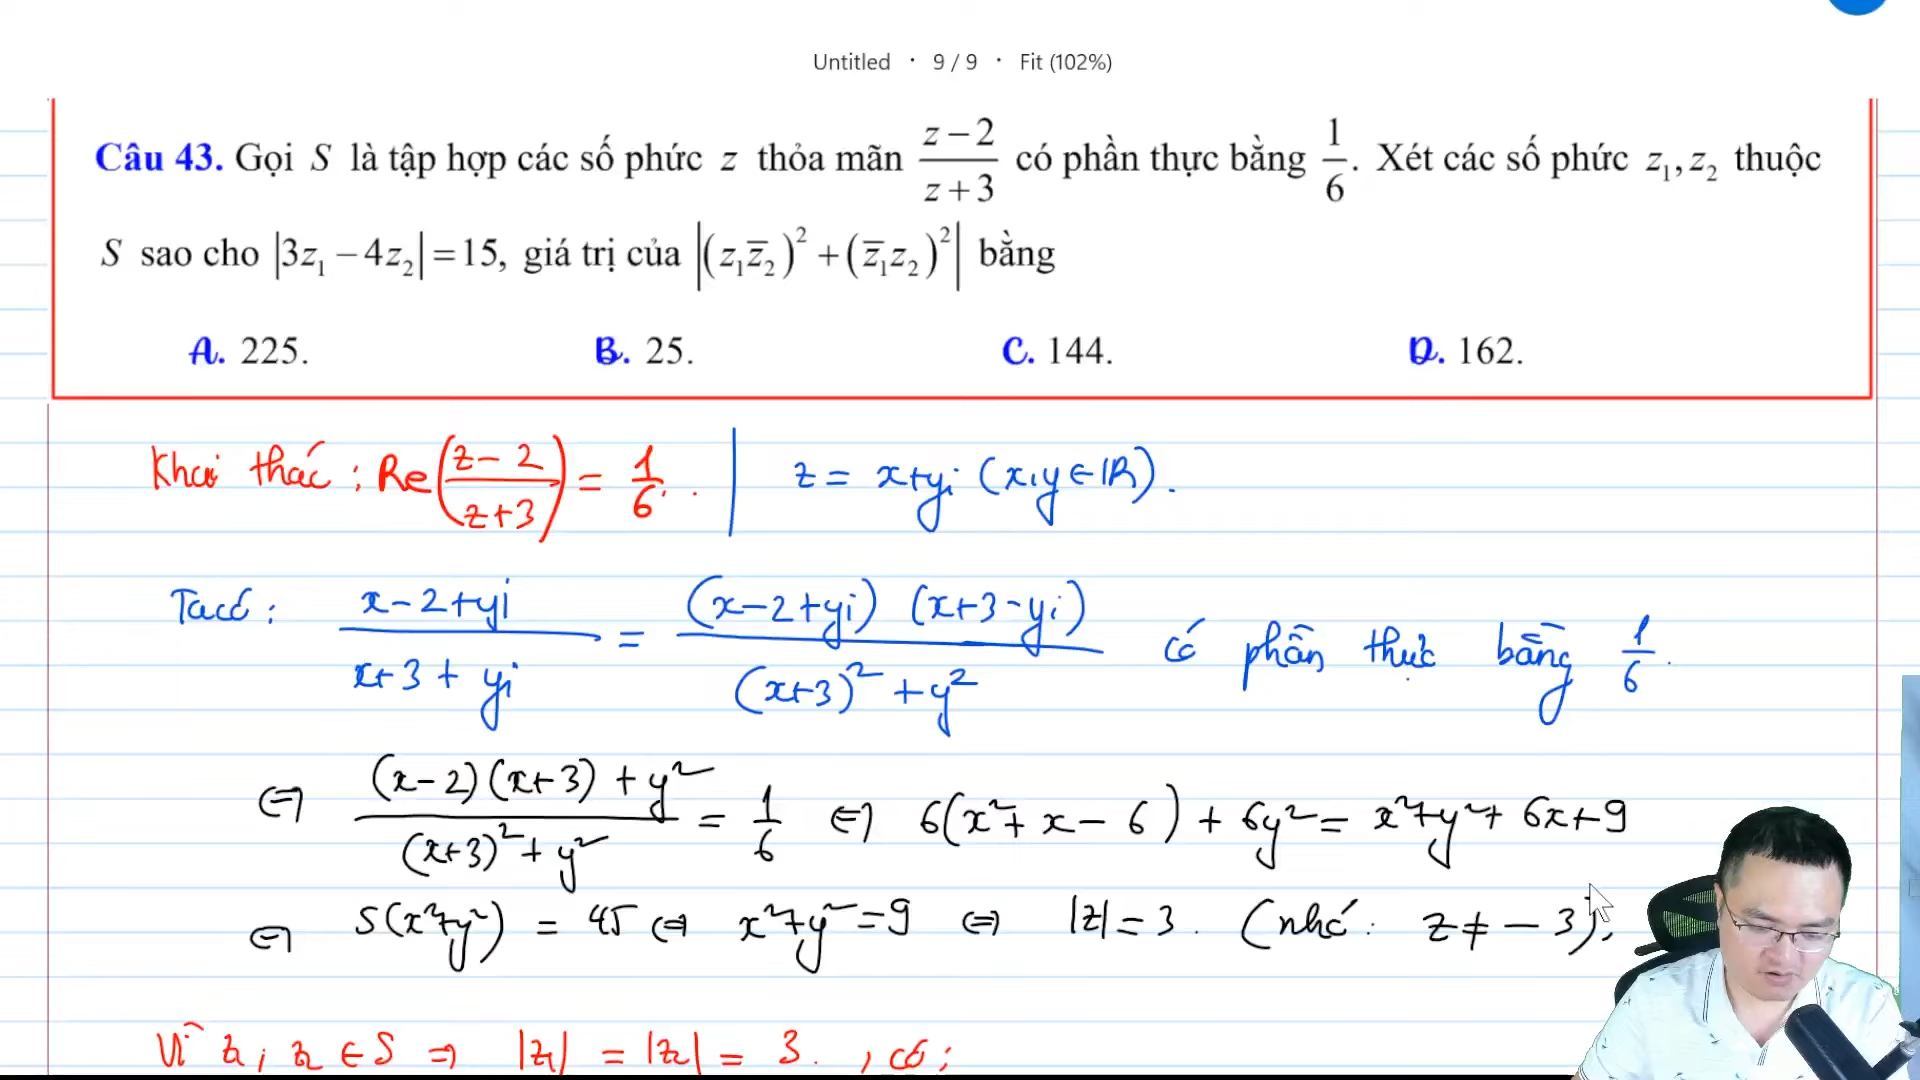 Untitled · 9 / 9 · Fit (102%)
Câu 43. Gọi S là tập hợp các số phức z thỏa mãn (z−2)/(z+3) có phần thực bằng 1/6. Xét các số phức z₁, z₂ thuộc
S sao cho |3z₁ − 4z₂| = 15, giá trị của |(z₁z̅₂)² + (z̅₁z₂)²| bằng
A. 225. B. 25. C. 144. D. 162.
Khai thác: Re((z−2)/(z+3)) = 1/6. | z = x+yi (x,y ∈ ℝ).
Ta có: (x−2+yi)/(x+3+yi) = (x−2+yi)(x+3−yi)/((x+3)²+y²) có phần thực bằng 1/6.
⇔ ((x−2)(x+3)+y²)/((x+3)²+y²) = 1/6 ⇔ 6(x²+x−6)+6y² = x²+y²+6x+9
⇔ 5(x²+y²) = 45 ⇔ x²+y² = 9 ⇔ |z| = 3. (nhớ: z ≠ −3),
Vì z₁, z₂ ∈ S ⇒ |z₁| = |z₂| = 3. , có: